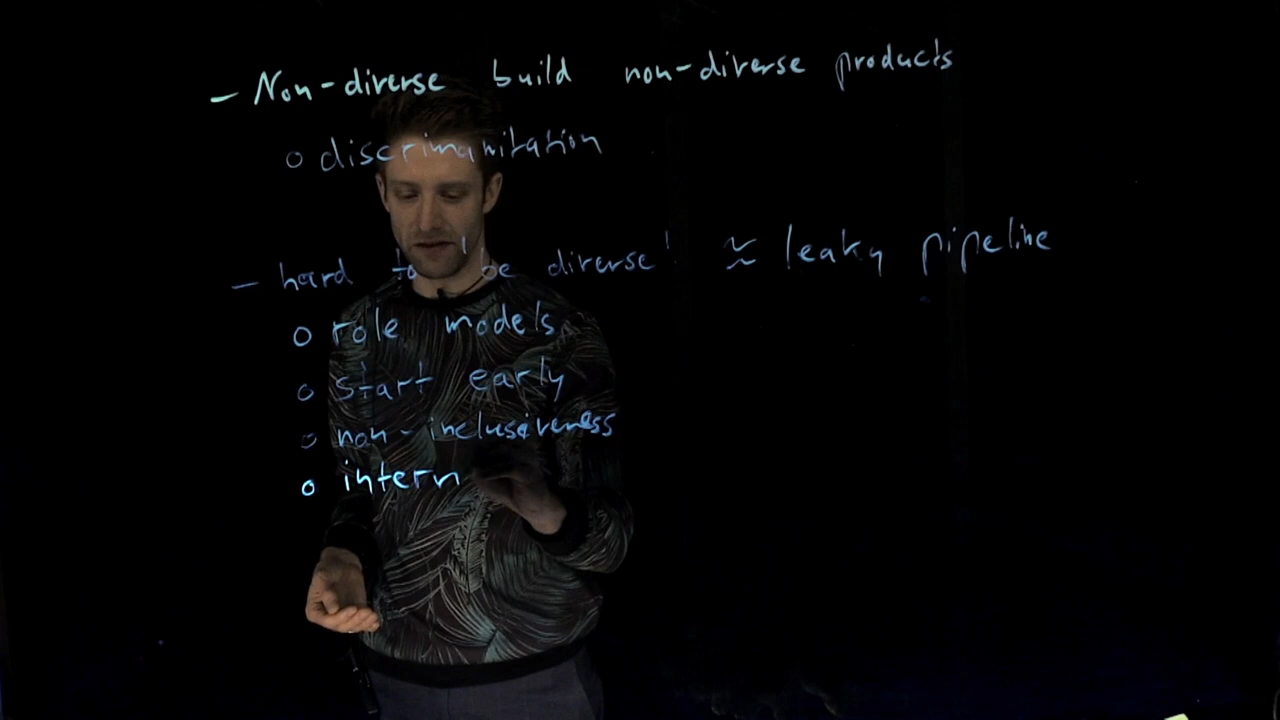 - Non-diverse build non-diverse products
o discrimanitation
- hard to be diverse! ≈ leaky pipeline
o role models
o start early
o non-inclusiveness
o intern